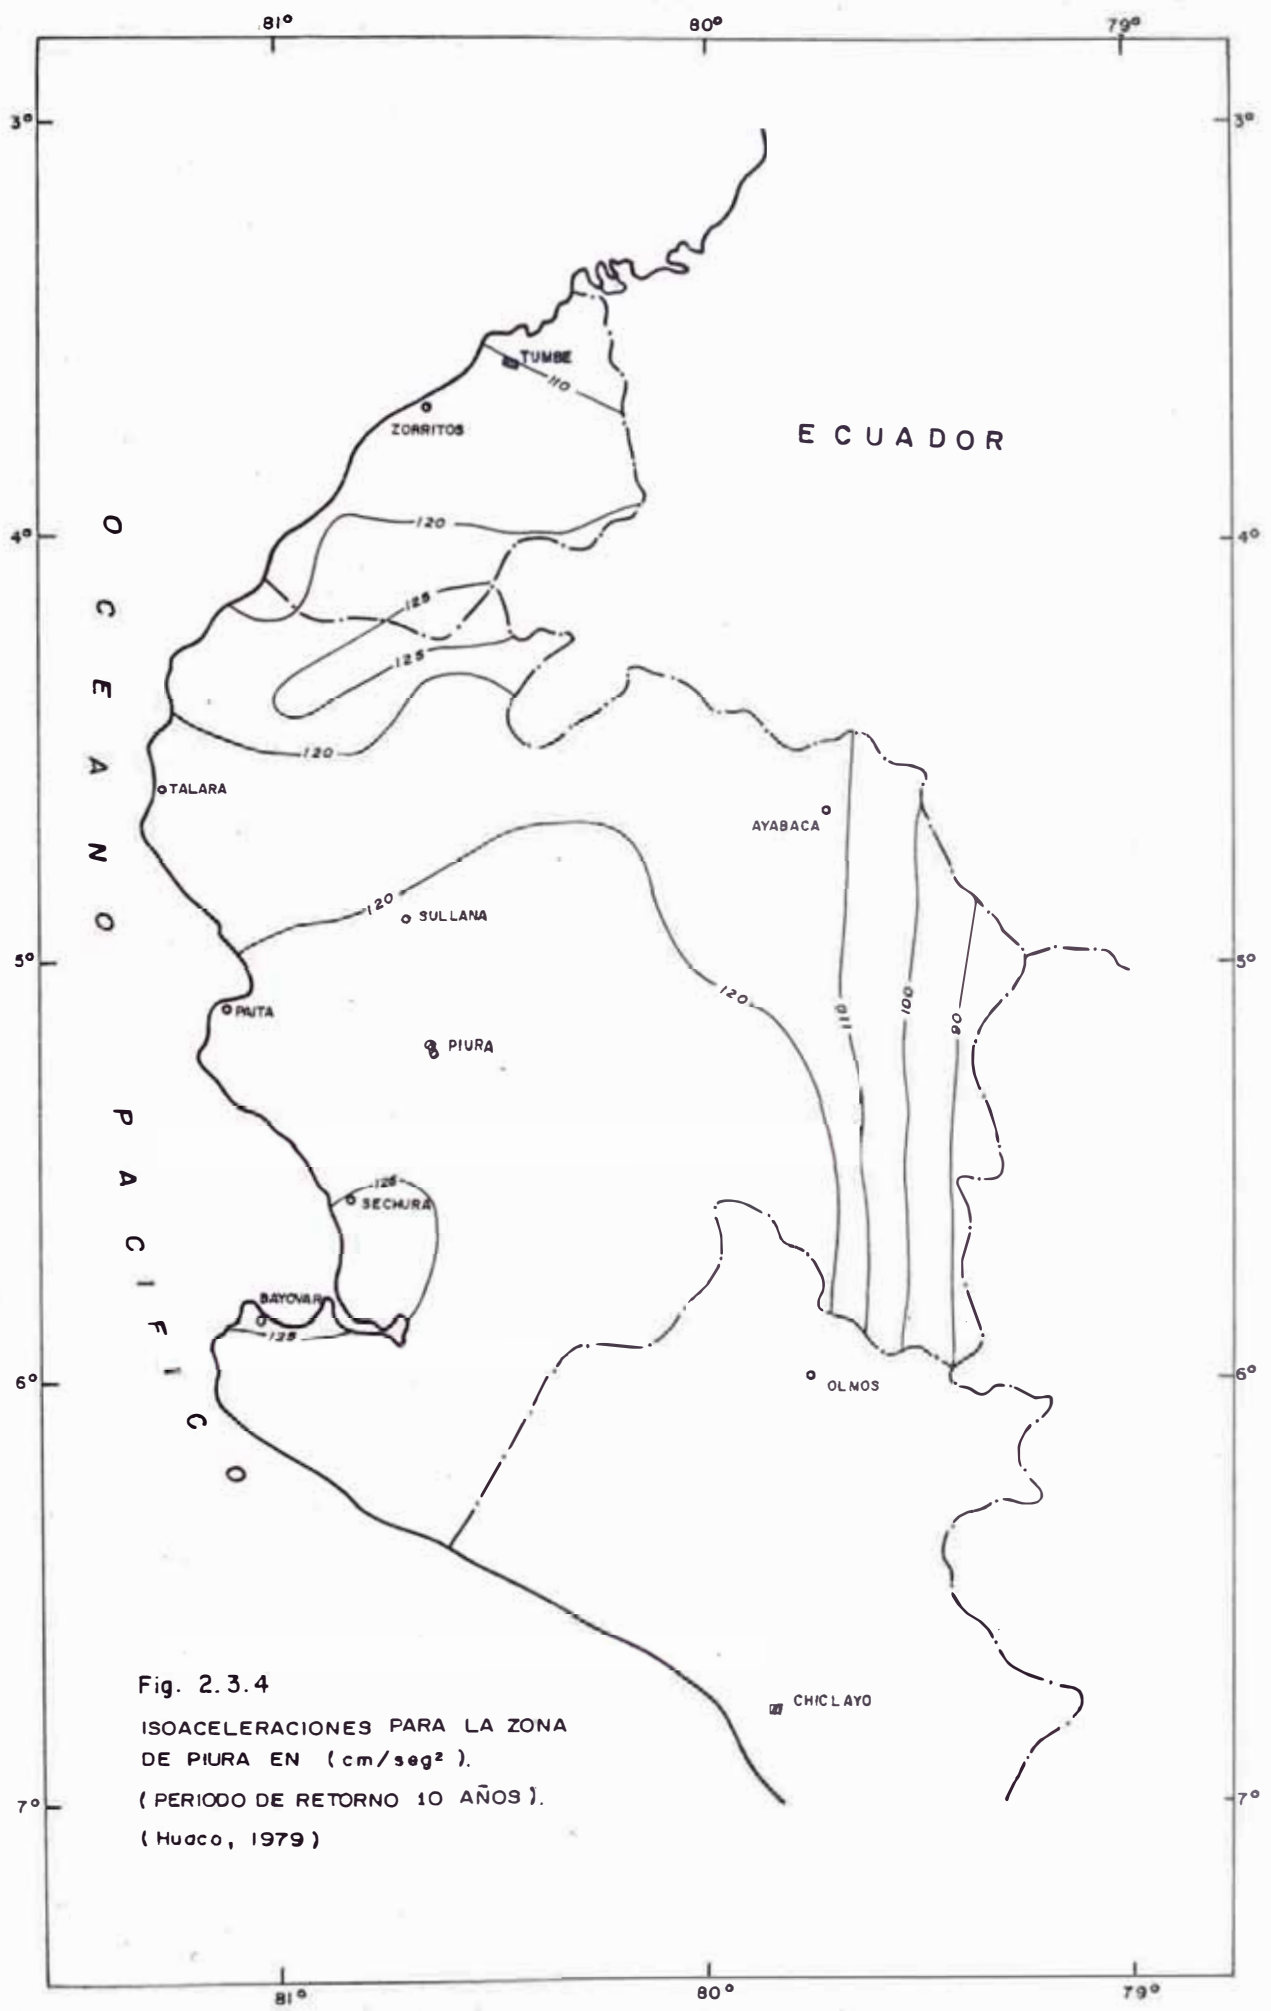 81° 80° 79°
3° 3°
TUMBE
110
ZORRITOS
ECUADOR
120
4° 4°
125
125
120
TALARA
AYABACA
120
SULLANA
5° 5°
120
110
100
90
PAITA
PIURA
125
SECHURA
BAYOVAR
125
6° 6°
OLMOS
OCEANO PACIFICO
Fig. 2.3.4
CHICLAYO
ISOACELERACIONES PARA LA ZONA
DE PIURA EN (cm/seg²).
(PERIODO DE RETORNO 10 AÑOS).
(Huaco, 1979)
7° 7°
81° 80° 79°